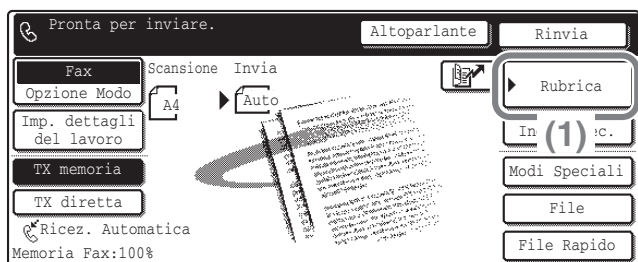 Pronta per inviare.
Altoparlante
Rinvia
Fax
Opzione Modo
Scansione
Invia
A4
Auto
Rubrica
Imp. dettagli
del lavoro
(1)
TX memoria
Modi Speciali
TX diretta
File
Ricez. Automatica
Memoria Fax:100%
File Rapido